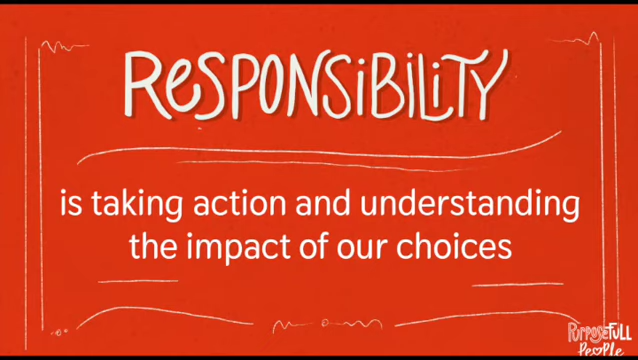 ReSPONSiBiLiTY
is taking action and understanding
the impact of our choices
PURPOSeFULL
PeOPLe